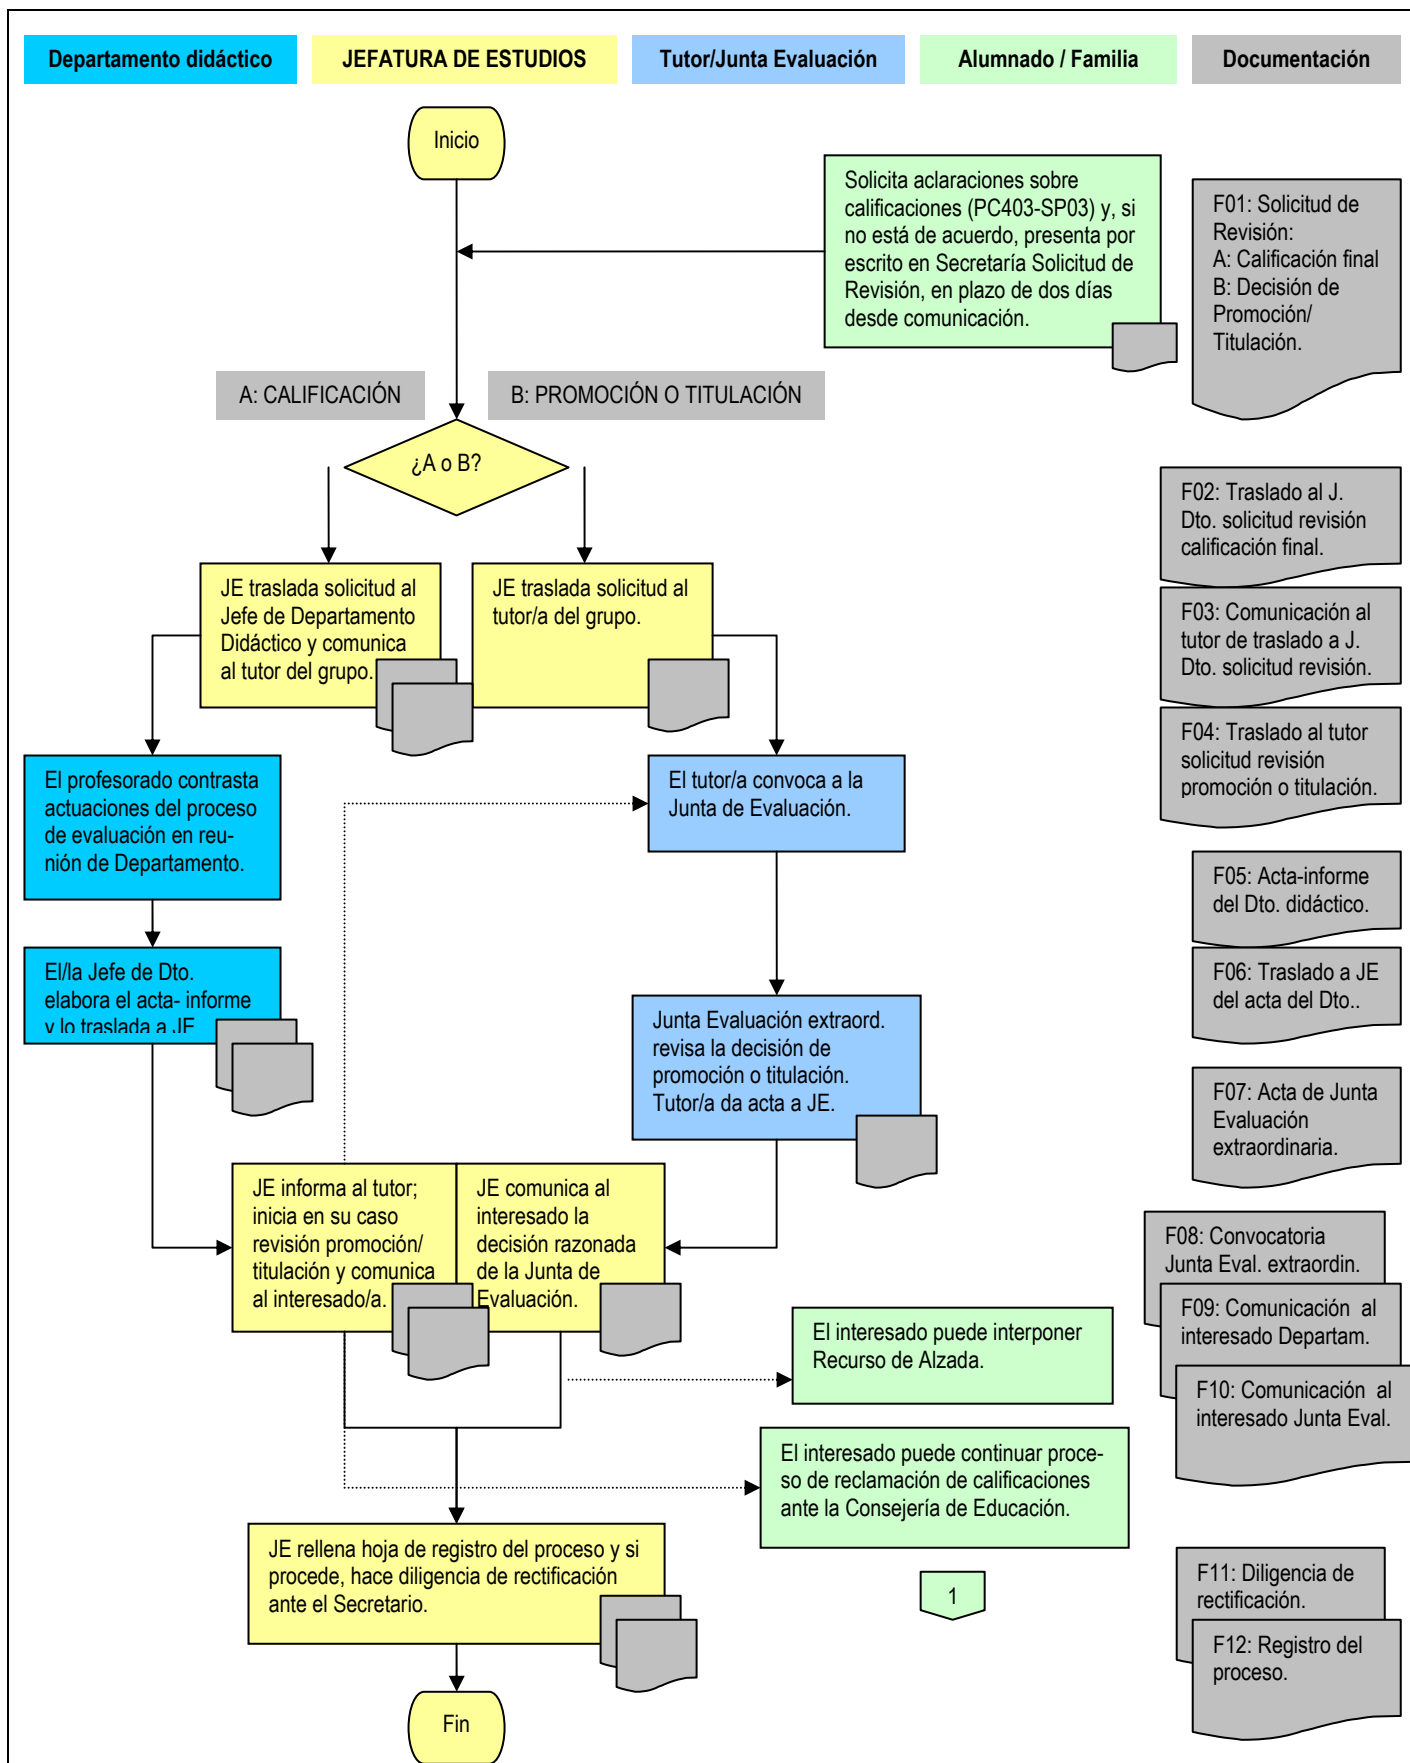 Departamento didáctico
JEFATURA DE ESTUDIOS
Tutor/Junta Evaluación
Alumnado / Familia
Documentación
Inicio
Solicita aclaraciones sobre
calificaciones (PC403-SP03) y, si
no está de acuerdo, presenta por
escrito en Secretaría Solicitud de
Revisión, en plazo de dos días
desde comunicación.
F01: Solicitud de
Revisión:
A: Calificación final
B: Decisión de
Promoción/
Titulación.
A: CALIFICACIÓN
B: PROMOCIÓN O TITULACIÓN
¿A o B?
F02: Traslado al J.
Dto. solicitud revisión
calificación final.
JE traslada solicitud al
Jefe de Departamento
Didáctico y comunica
al tutor del grupo.
JE traslada solicitud al
tutor/a del grupo.
F03: Comunicación al
tutor de traslado a J.
Dto. solicitud revisión.
F04: Traslado al tutor
solicitud revisión
promoción o titulación.
El profesorado contrasta
actuaciones del proceso
de evaluación en reu-
nión de Departamento.
El tutor/a convoca a la
Junta de Evaluación.
F05: Acta-informe
del Dto. didáctico.
El/la Jefe de Dto.
elabora el acta- informe
y lo traslada a JE
F06: Traslado a JE
del acta del Dto..
Junta Evaluación extraord.
revisa la decisión de
promoción o titulación.
Tutor/a da acta a JE.
F07: Acta de Junta
Evaluación
extraordinaria.
JE informa al tutor;
inicia en su caso
revisión promoción/
titulación y comunica
al interesado/a.
JE comunica al
interesado la
decisión razonada
de la Junta de
Evaluación.
F08: Convocatoria
Junta Eval. extraordin.
F09: Comunicación al
interesado Departam.
El interesado puede interponer
Recurso de Alzada.
F10: Comunicación al
interesado Junta Eval.
El interesado puede continuar proce-
so de reclamación de calificaciones
ante la Consejería de Educación.
JE rellena hoja de registro del proceso y si
procede, hace diligencia de rectificación
ante el Secretario.
1
F11: Diligencia de
rectificación.
F12: Registro del
proceso.
Fin